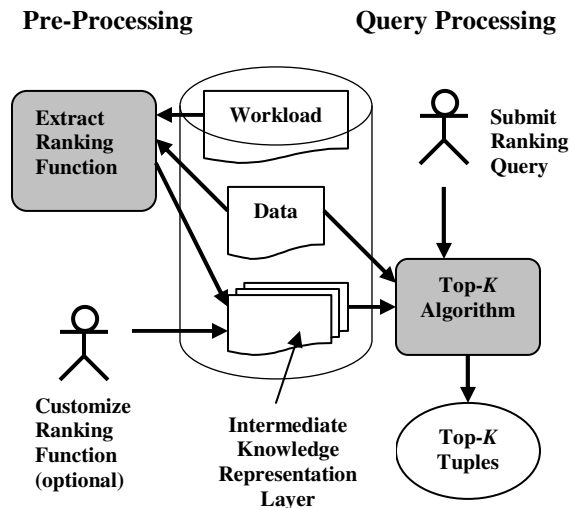 Pre-Processing
Query Processing
Extract
Ranking
Function
Workload
Submit
Ranking
Query
Data
Top-K
Algorithm
Customize
Ranking
Function
(optional)
Intermediate
Knowledge
Representation
Layer
Top-K
Tuples